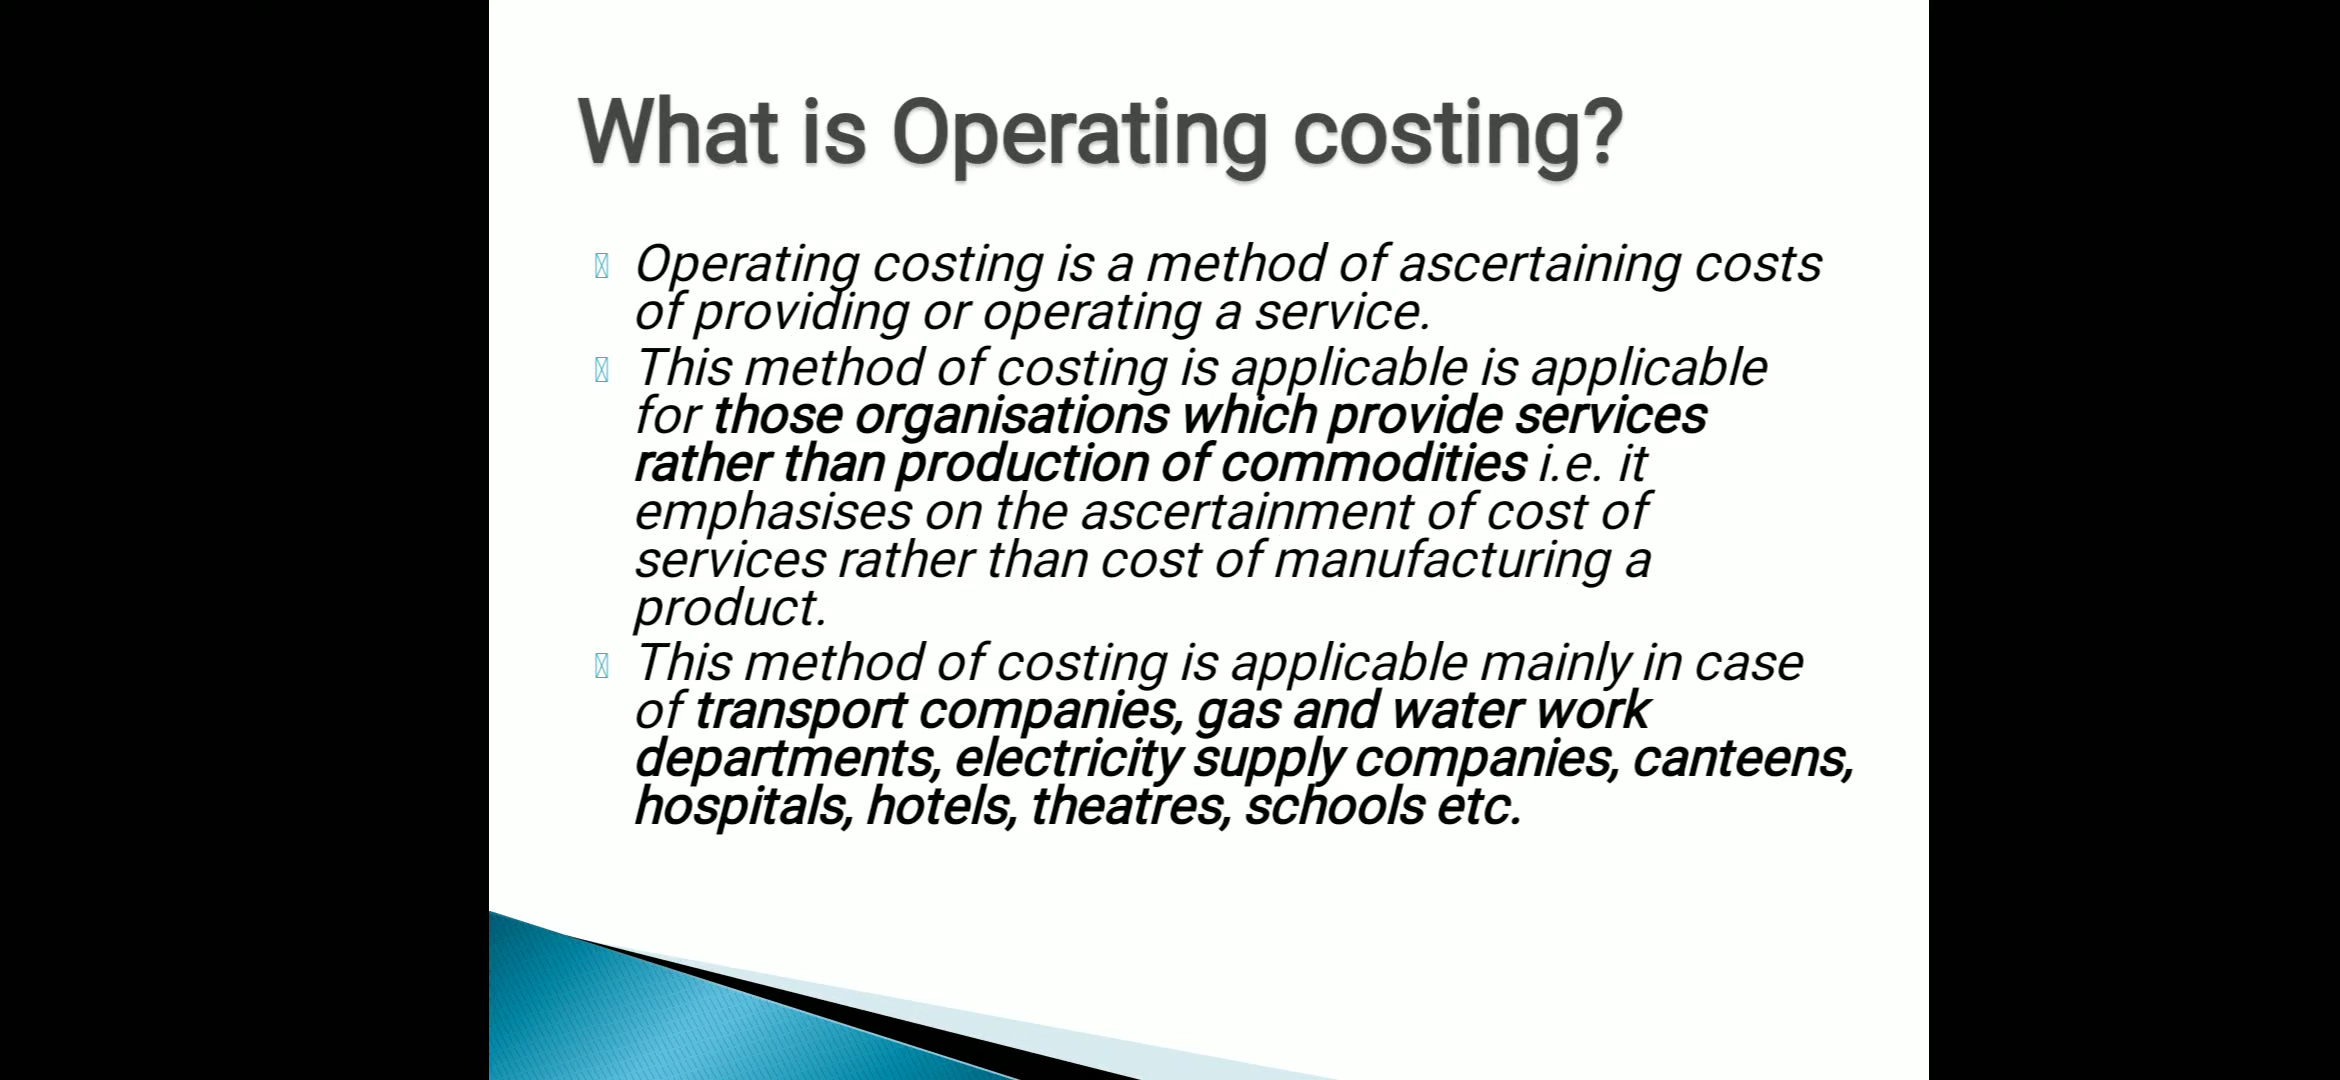 What is Operating costing?
Operating costing is a method of ascertaining costs
of providing or operating a service.
This method of costing is applicable is applicable
for those organisations which provide services
rather than production of commodities i.e. it
emphasises on the ascertainment of cost of
services rather than cost of manufacturing a
product.
This method of costing is applicable mainly in case
of transport companies, gas and water work
departments, electricity supply companies, canteens,
hospitals, hotels, theatres, schools etc.